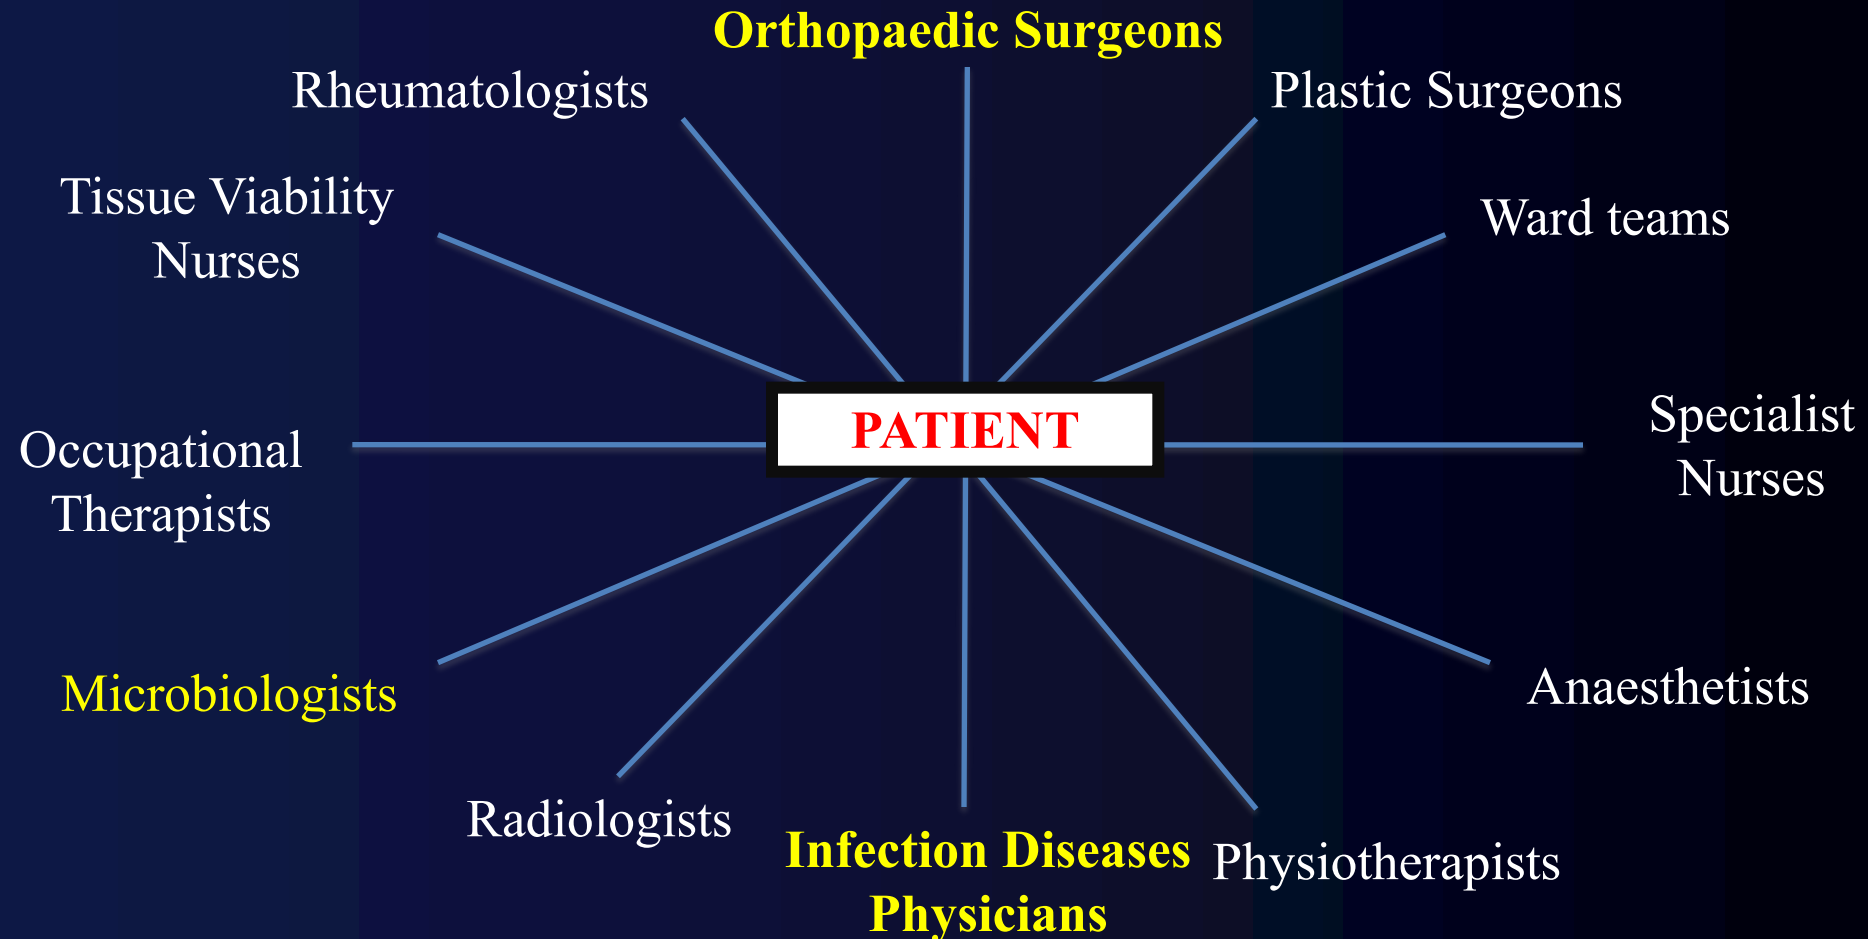 Orthopaedic Surgeons
Rheumatologists
Plastic Surgeons
Tissue Viability
Nurses
Ward teams
PATIENT
Specialist
Nurses
Occupational
Therapists
Microbiologists
Anaesthetists
Radiologists
Infection Diseases
Physicians
Physiotherapists